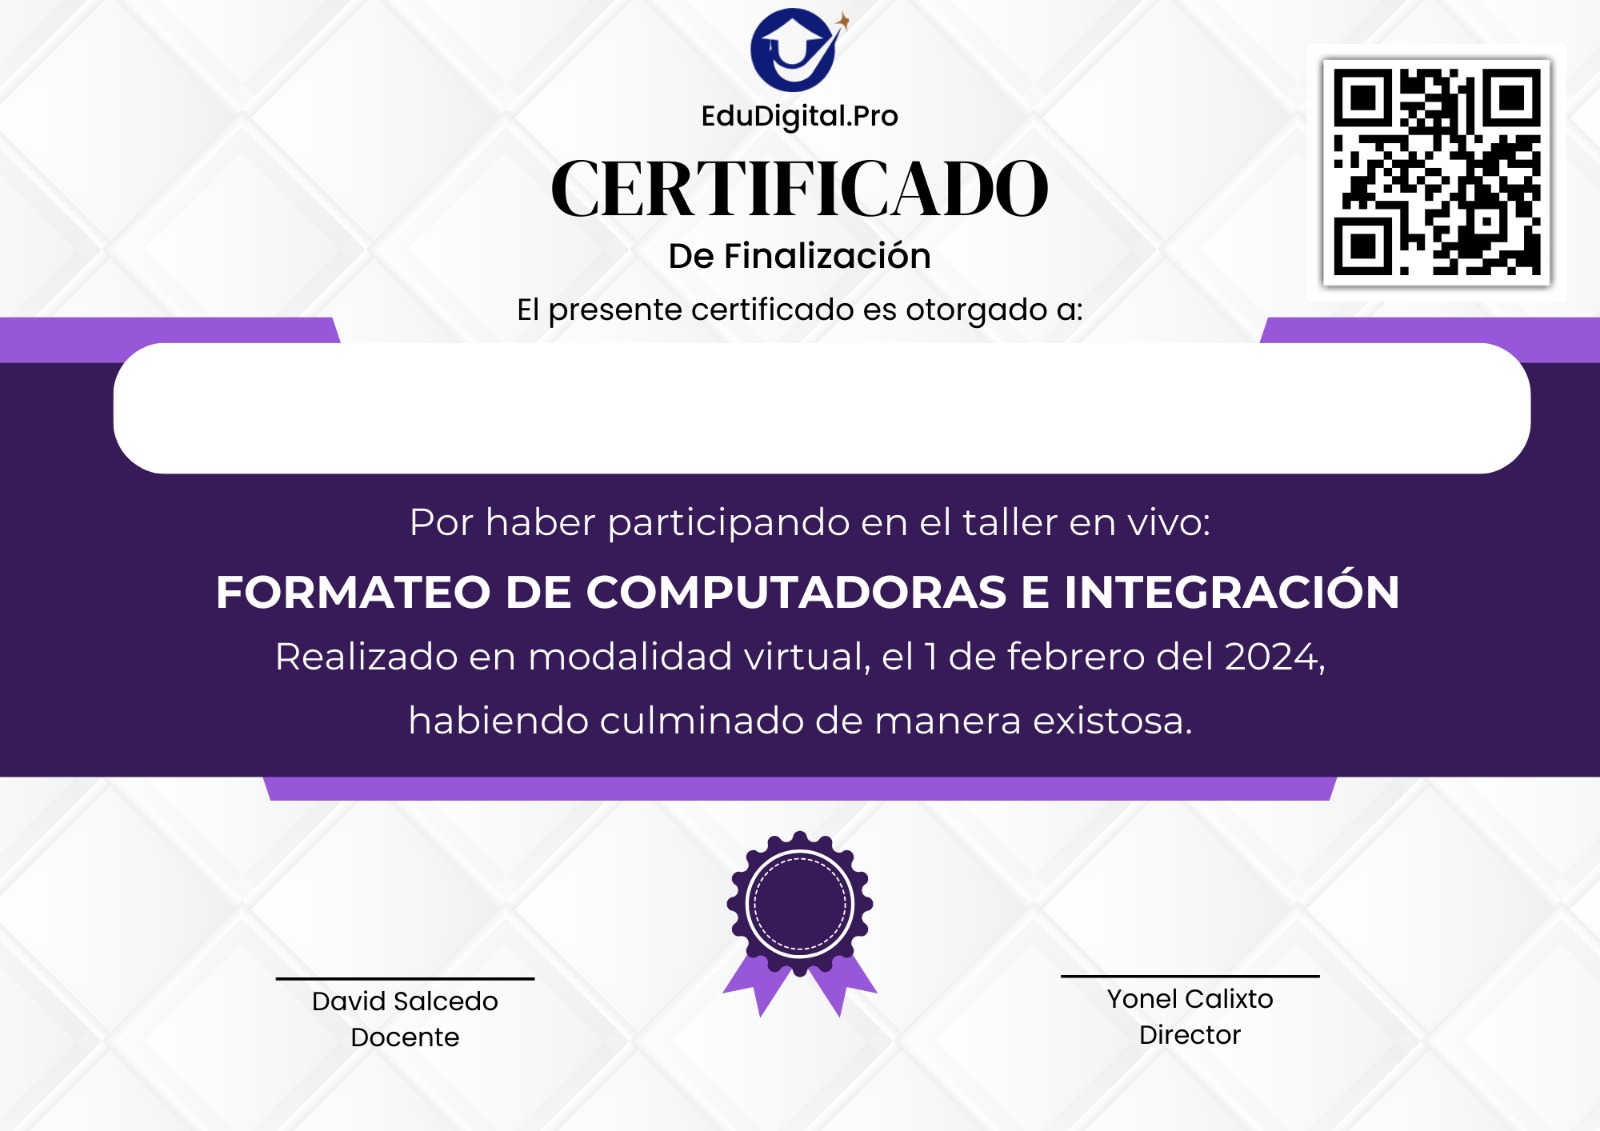 EduDigital.Pro
CERTIFICADO
De Finalización
El presente certificado es otorgado a:
Por haber participando en el taller en vivo:
FORMATEO DE COMPUTADORAS E INTEGRACIÓN
Realizado en modalidad virtual, el 1 de febrero del 2024,
habiendo culminado de manera existosa.
David Salcedo
Docente
Yonel Calixto
Director